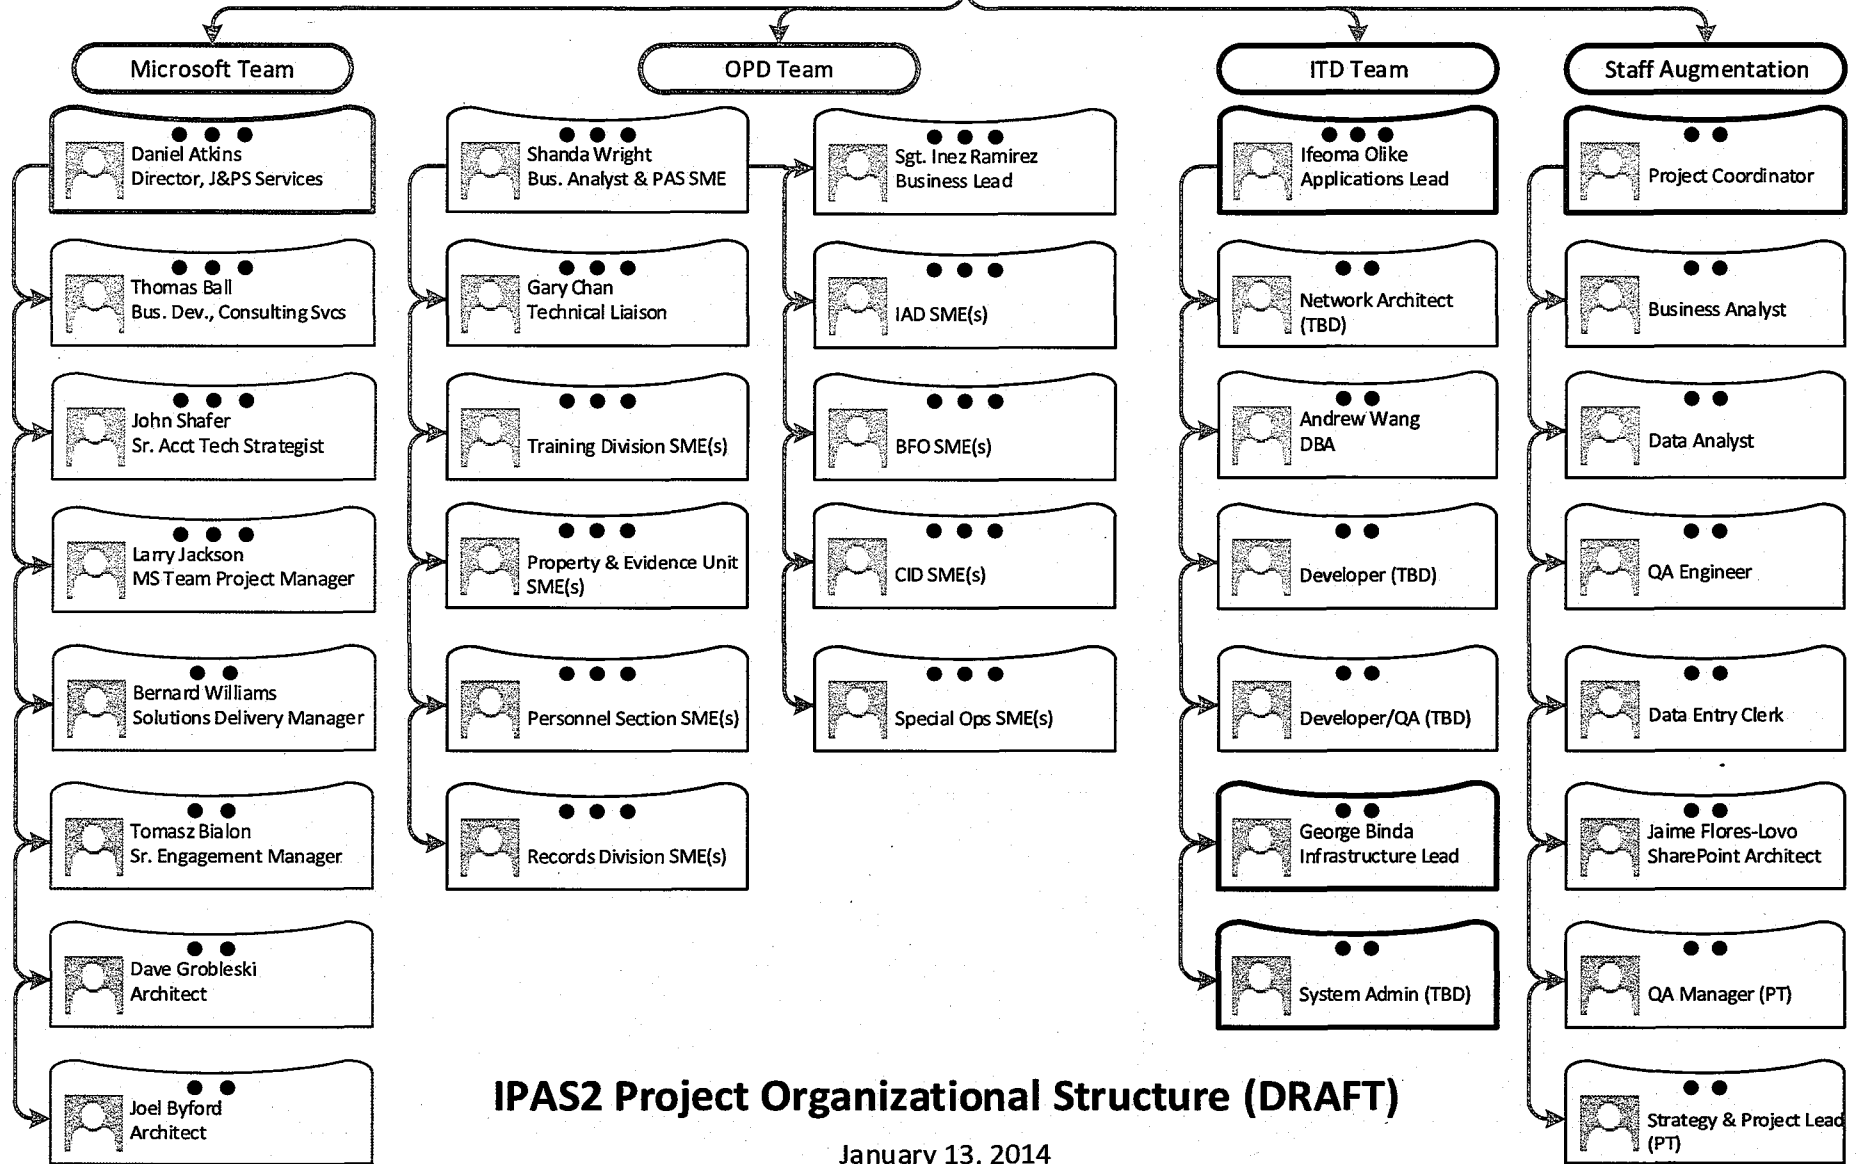 Microsoft Team
OPD Team
ITD Team
Staff Augmentation
Daniel Atkins
Director, J&PS Services
Thomas Ball
Bus. Dev., Consulting Svcs
John Shafer
Sr. Acct Tech Strategist
Larry Jackson
MS Team Project Manager
Bernard Williams
Solutions Delivery Manager
Tomasz Bialon
Sr. Engagement Manager
Dave Grobleski
Architect
Joel Byford
Architect
Shanda Wright
Bus. Analyst & PAS SME
Gary Chan
Technical Liaison
Training Division SME(s)
Property & Evidence Unit
SME(s)
Personnel Section SME(s)
Records Division SME(s)
Sgt. Inez Ramirez
Business Lead
IAD SME(s)
BFO SME(s)
CID SME(s)
Special Ops SME(s)
Ifeoma Olike
Applications Lead
Network Architect
(TBD)
Andrew Wang
DBA
Developer (TBD)
Developer/QA (TBD)
George Binda
Infrastructure Lead
System Admin (TBD)
Project Coordinator
Business Analyst
Data Analyst
QA Engineer
Data Entry Clerk
Jaime Flores-Lovo
SharePoint Architect
QA Manager (PT)
Strategy & Project Lead
(PT)
IPAS2 Project Organizational Structure (DRAFT)
January 13, 2014